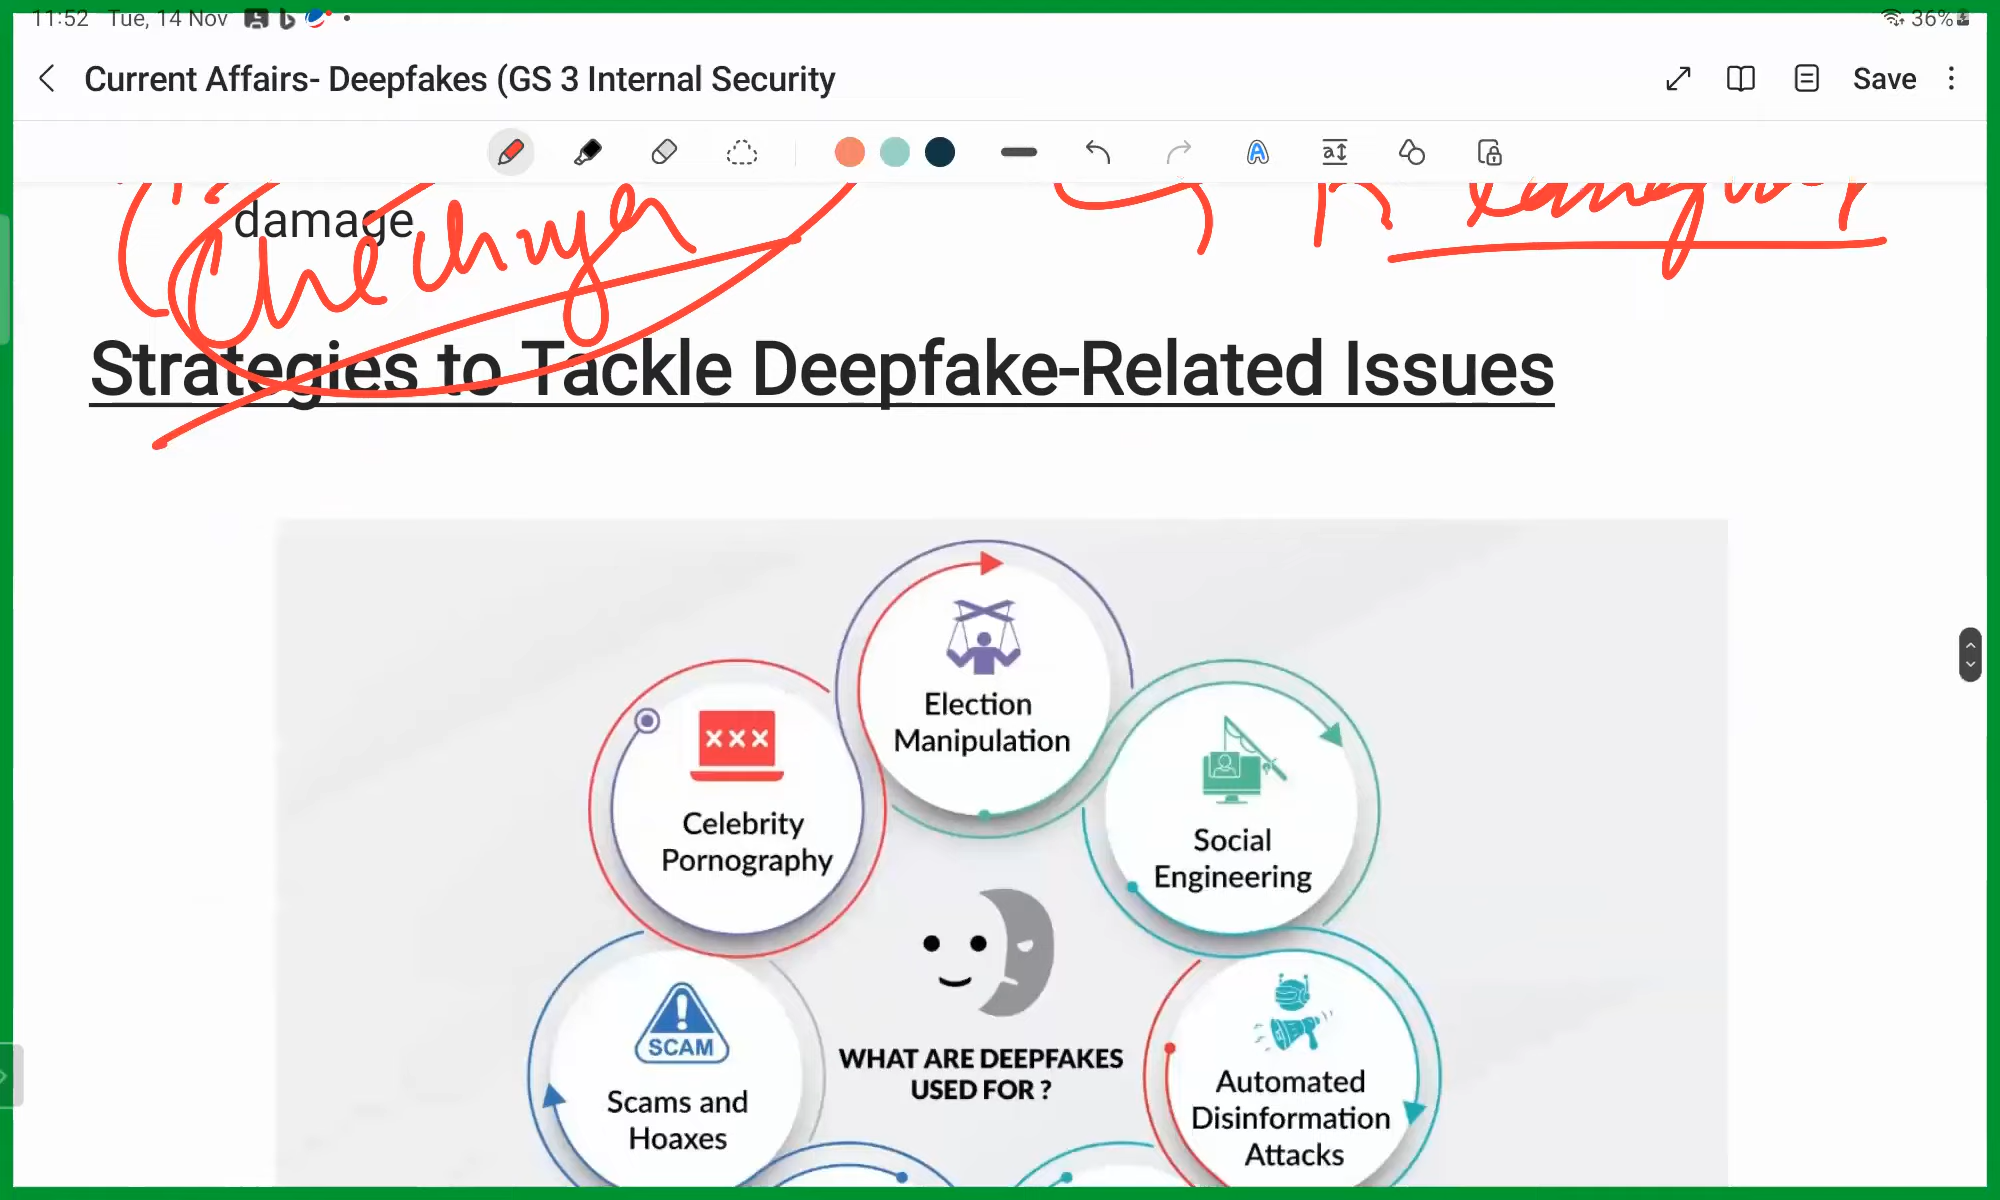 11:52 Tue, 14 Nov
36%
Current Affairs- Deepfakes (GS 3 Internal Security
Save
damage
Chechnya
Strategies to Tackle Deepfake-Related Issues
Election
Manipulation
XXX
Celebrity
Pornography
Social
Engineering
SCAM
Scams and
Hoaxes
WHAT ARE DEEPFAKES
USED FOR ?
Automated
Disinformation
Attacks